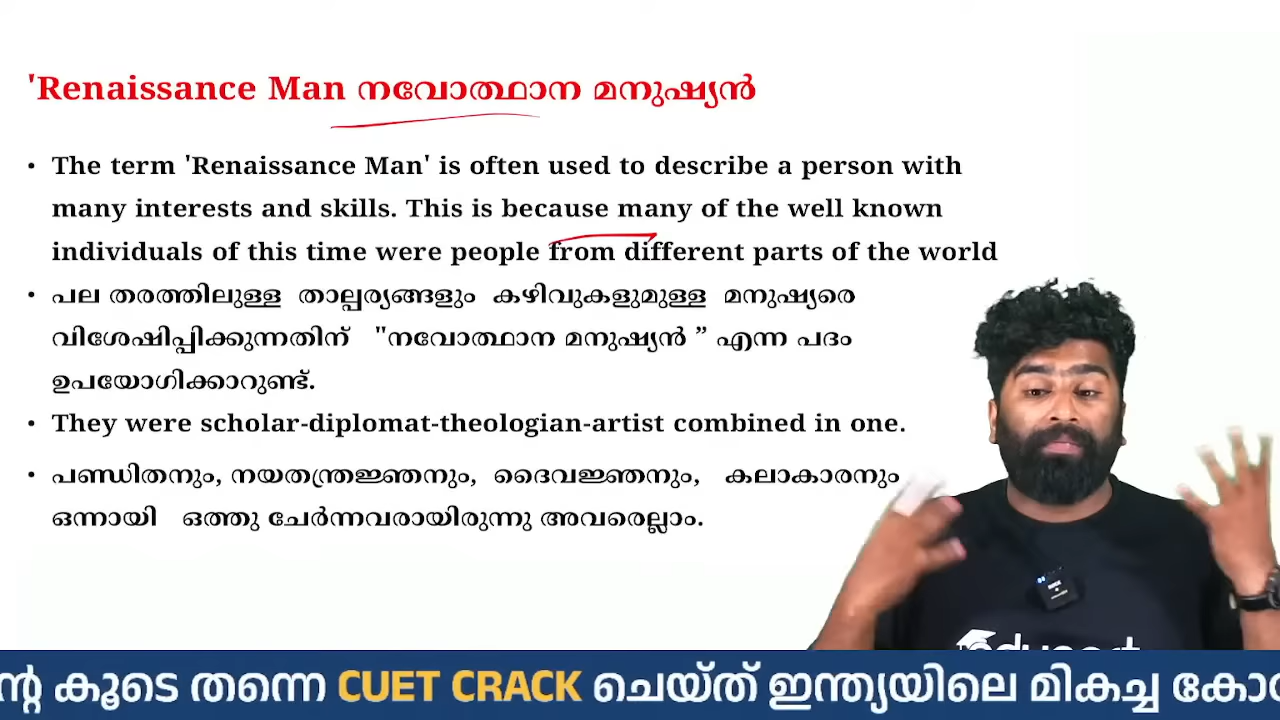 'Renaissance Man നവോത്ഥാന മനുഷ്യൻ
• The term 'Renaissance Man' is often used to describe a person with
many interests and skills. This is because many of the well known
individuals of this time were people from different parts of the world
• പല തരത്തിലുള്ള താല്പര്യങ്ങളും കഴിവുകളുമുള്ള മനുഷ്യരെ
വിശേഷിപ്പിക്കുന്നതിന് "നവോത്ഥാന മനുഷ്യൻ ” എന്ന പദം
ഉപയോഗിക്കാറുണ്ട്.
• They were scholar-diplomat-theologian-artist combined in one.
• പണ്ഡിതനും, നയതന്ത്രജ്ഞനും, ദൈവജ്ഞനും, കലാകാരനും
ഒന്നായി ഒത്തു ചേർന്നവരായിരുന്നു അവരെല്ലാം.
കൂടെ തന്നെ CUET CRACK ചെയ്ത് ഇന്ത്യയിലെ മികച്ച